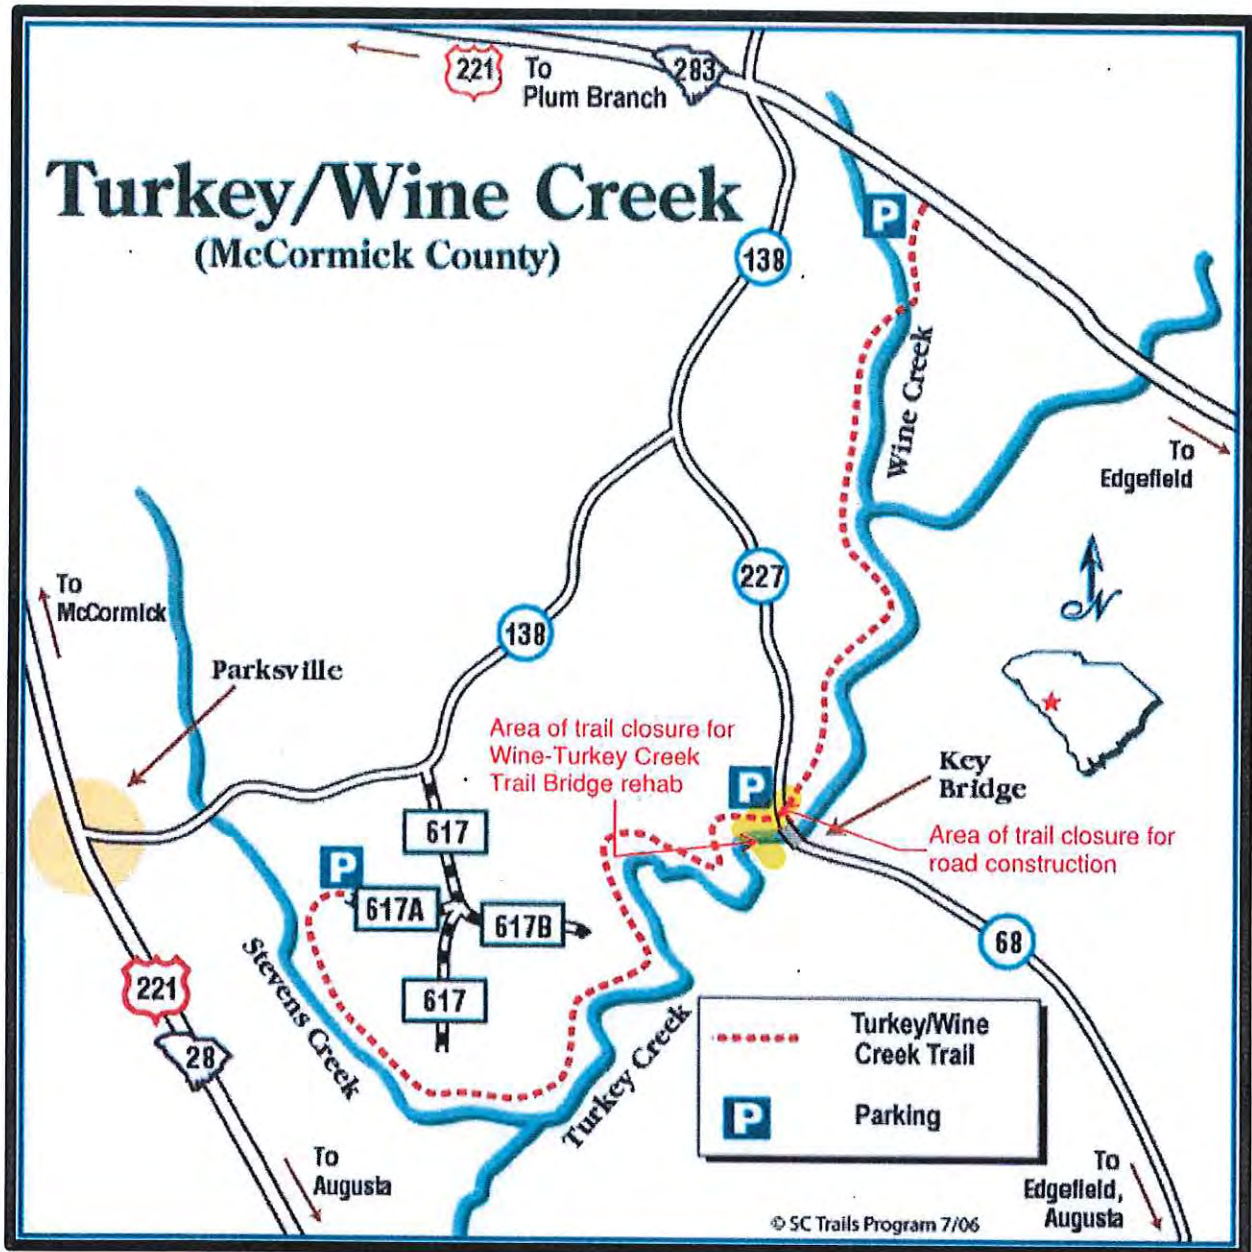 221
To
Plum Branch
283
Turkey/Wine Creek
(McCormick County)
138
P
Wine Creek
To
Edgefield
N
To
McCormick
227
138
Parksville
Area of trail closure for
Wine-Turkey Creek
Trail Bridge rehab
P
Key
Bridge
Area of trail closure for
road construction
617
P
617A
617B
617
68
221
28
Stevens Creek
Turkey Creek
Turkey/Wine
Creek Trail
P
Parking
To
Augusta
To
Edgefield,
Augusta
© SC Trails Program 7/06